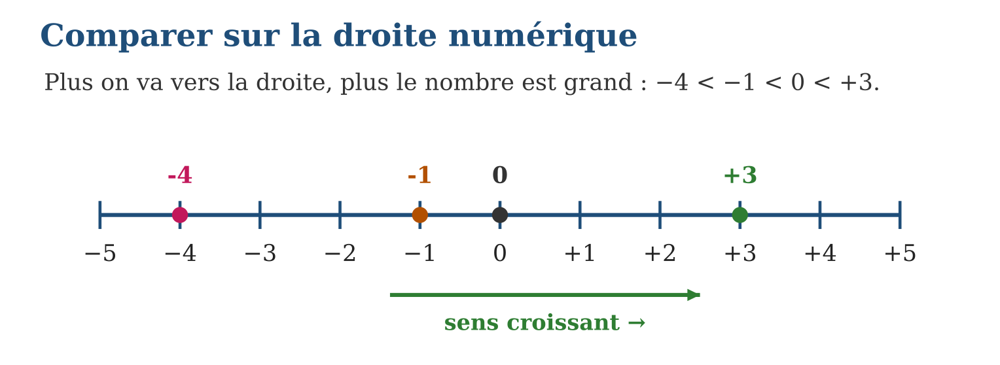 Comparer sur la droite numérique
Plus on va vers la droite, plus le nombre est grand : −4 < −1 < 0 < +3.
-4 -1 0 +3
−5 −4 −3 −2 −1 0 +1 +2 +3 +4 +5
sens croissant →